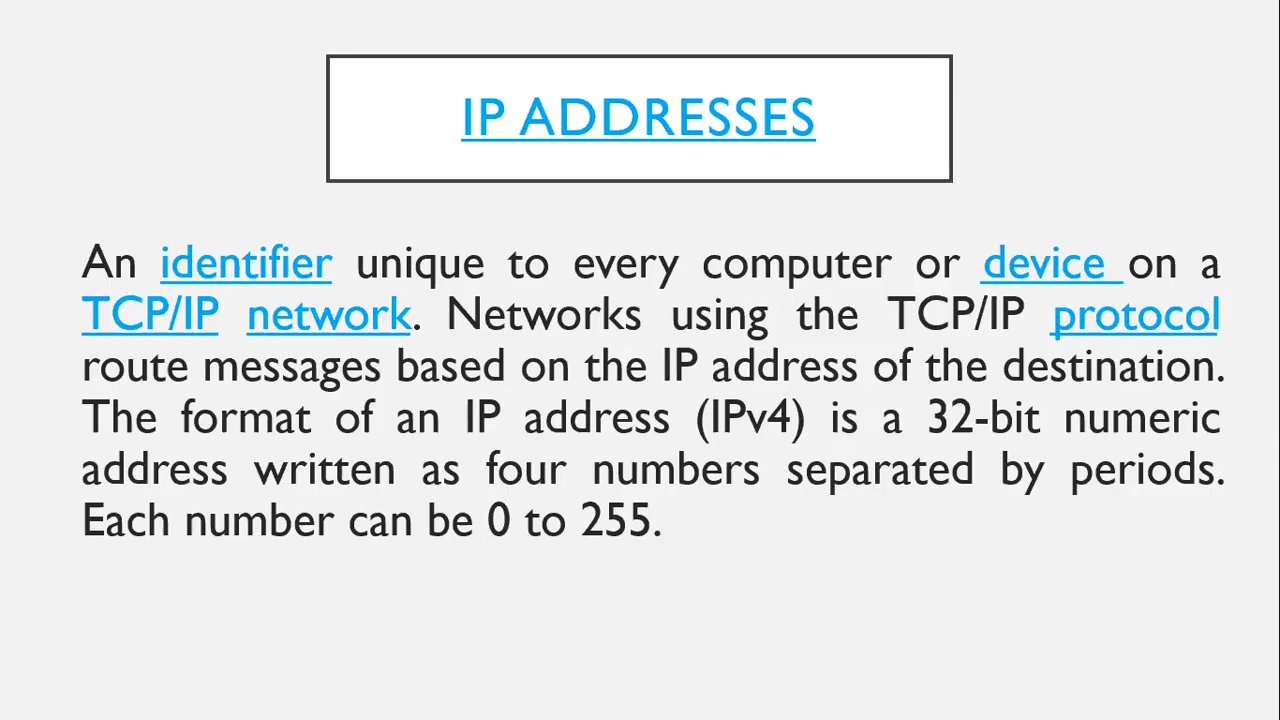 IP ADDRESSES
An identifier unique to every computer or device on a
TCP/IP network. Networks using the TCP/IP protocol
route messages based on the IP address of the destination.
The format of an IP address (IPv4) is a 32-bit numeric
address written as four numbers separated by periods.
Each number can be 0 to 255.